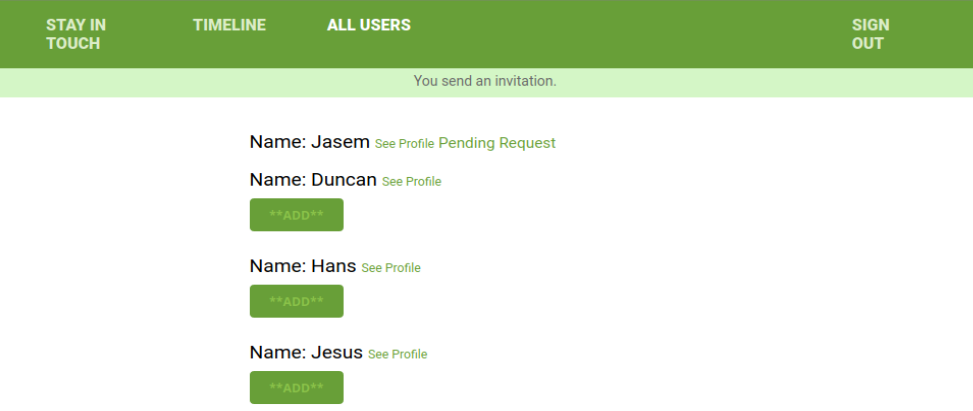 STAY IN TOUCH
TIMELINE
ALL USERS
SIGN OUT
You send an invitation.
Name: Jasem See Profile Pending Request
Name: Duncan See Profile
**ADD**
Name: Hans See Profile
**ADD**
Name: Jesus See Profile
**ADD**